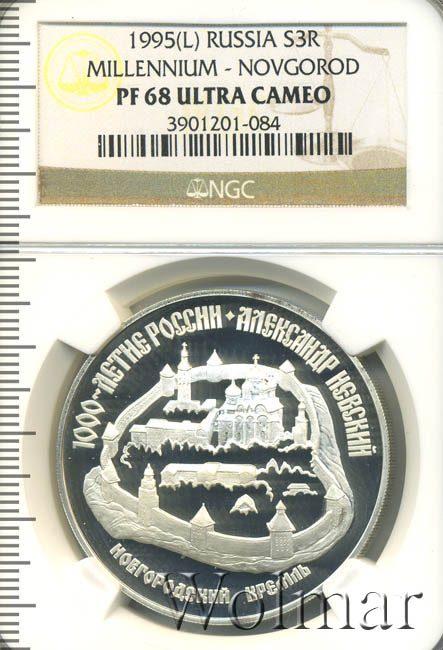 1995(L) RUSSIA S3R
MILLENNIUM - NOVGOROD
PF 68 ULTRA CAMEO
3901201-084
NGC
1000-ЛЕТИЕ РОССИИ • АЛЕКСАНДР НЕВСКИЙ
НОВГОРОДСКИЙ КРЕМЛЬ
Wolmar